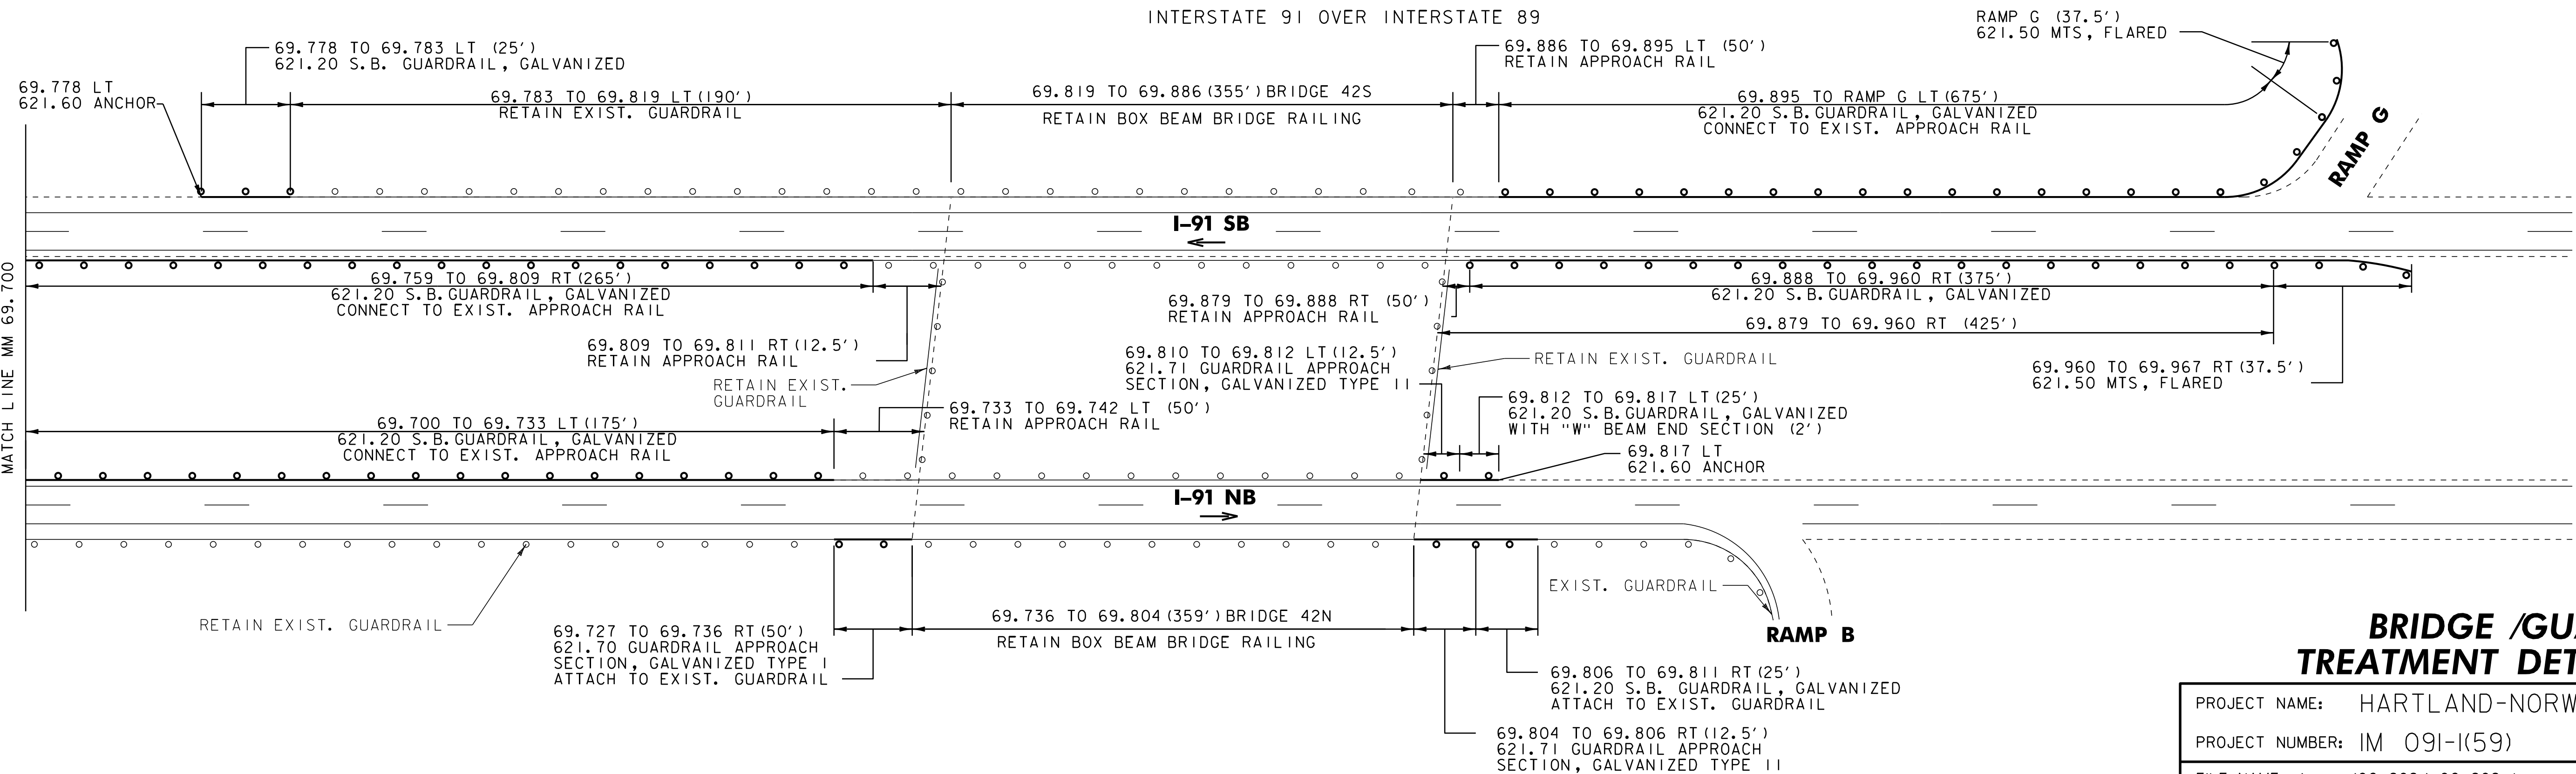 INTERSTATE 91 OVER INTERSTATE 89
RAMP G (37.5')
621.50 MTS, FLARED
69.778 TO 69.783 LT (25')
621.20 S.B. GUARDRAIL, GALVANIZED
69.886 TO 69.895 LT (50')
RETAIN APPROACH RAIL
69.778 LT
621.60 ANCHOR
69.783 TO 69.819 LT (190')
RETAIN EXIST. GUARDRAIL
69.819 TO 69.886 (355') BRIDGE 42S
RETAIN BOX BEAM BRIDGE RAILING
69.895 TO RAMP G LT (675')
621.20 S.B. GUARDRAIL, GALVANIZED
CONNECT TO EXIST. APPROACH RAIL
RAMP G
I-91 SB
MATCH LINE MM 69.700
69.759 TO 69.809 RT (265')
621.20 S.B. GUARDRAIL, GALVANIZED
CONNECT TO EXIST. APPROACH RAIL
69.809 TO 69.811 RT (12.5')
RETAIN APPROACH RAIL
RETAIN EXIST.
GUARDRAIL
69.879 TO 69.888 RT (50')
RETAIN APPROACH RAIL
69.888 TO 69.960 RT (375')
621.20 S.B. GUARDRAIL, GALVANIZED
69.879 TO 69.960 RT (425')
69.810 TO 69.812 LT (12.5')
621.71 GUARDRAIL APPROACH
SECTION, GALVANIZED TYPE II
RETAIN EXIST. GUARDRAIL
69.960 TO 69.967 RT (37.5')
621.50 MTS, FLARED
69.700 TO 69.733 LT (175')
621.20 S.B. GUARDRAIL, GALVANIZED
CONNECT TO EXIST. APPROACH RAIL
69.733 TO 69.742 LT (50')
RETAIN APPROACH RAIL
69.812 TO 69.817 LT (25')
621.20 S.B. GUARDRAIL, GALVANIZED
WITH "W" BEAM END SECTION (2')
69.817 LT
621.60 ANCHOR
I-91 NB
RETAIN EXIST. GUARDRAIL
69.727 TO 69.736 RT (50')
621.70 GUARDRAIL APPROACH
SECTION, GALVANIZED TYPE I
ATTACH TO EXIST. GUARDRAIL
69.736 TO 69.804 (359') BRIDGE 42N
RETAIN BOX BEAM BRIDGE RAILING
EXIST. GUARDRAIL
RAMP B
69.806 TO 69.811 RT (25')
621.20 S.B. GUARDRAIL, GALVANIZED
ATTACH TO EXIST. GUARDRAIL
69.804 TO 69.806 RT (12.5')
621.71 GUARDRAIL APPROACH
SECTION, GALVANIZED TYPE II
BRIDGE /GU
TREATMENT DET
PROJECT NAME: HARTLAND-NORW
PROJECT NUMBER: IM 091-1(59)